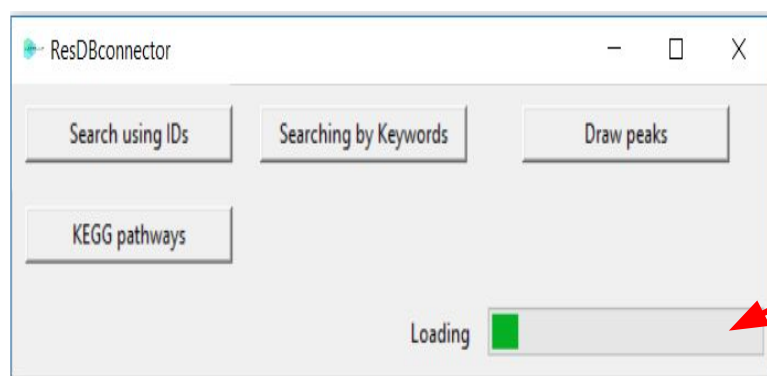 ResDBconnector
Search using IDs Searching by Keywords Draw peaks
KEGG pathways
Loading